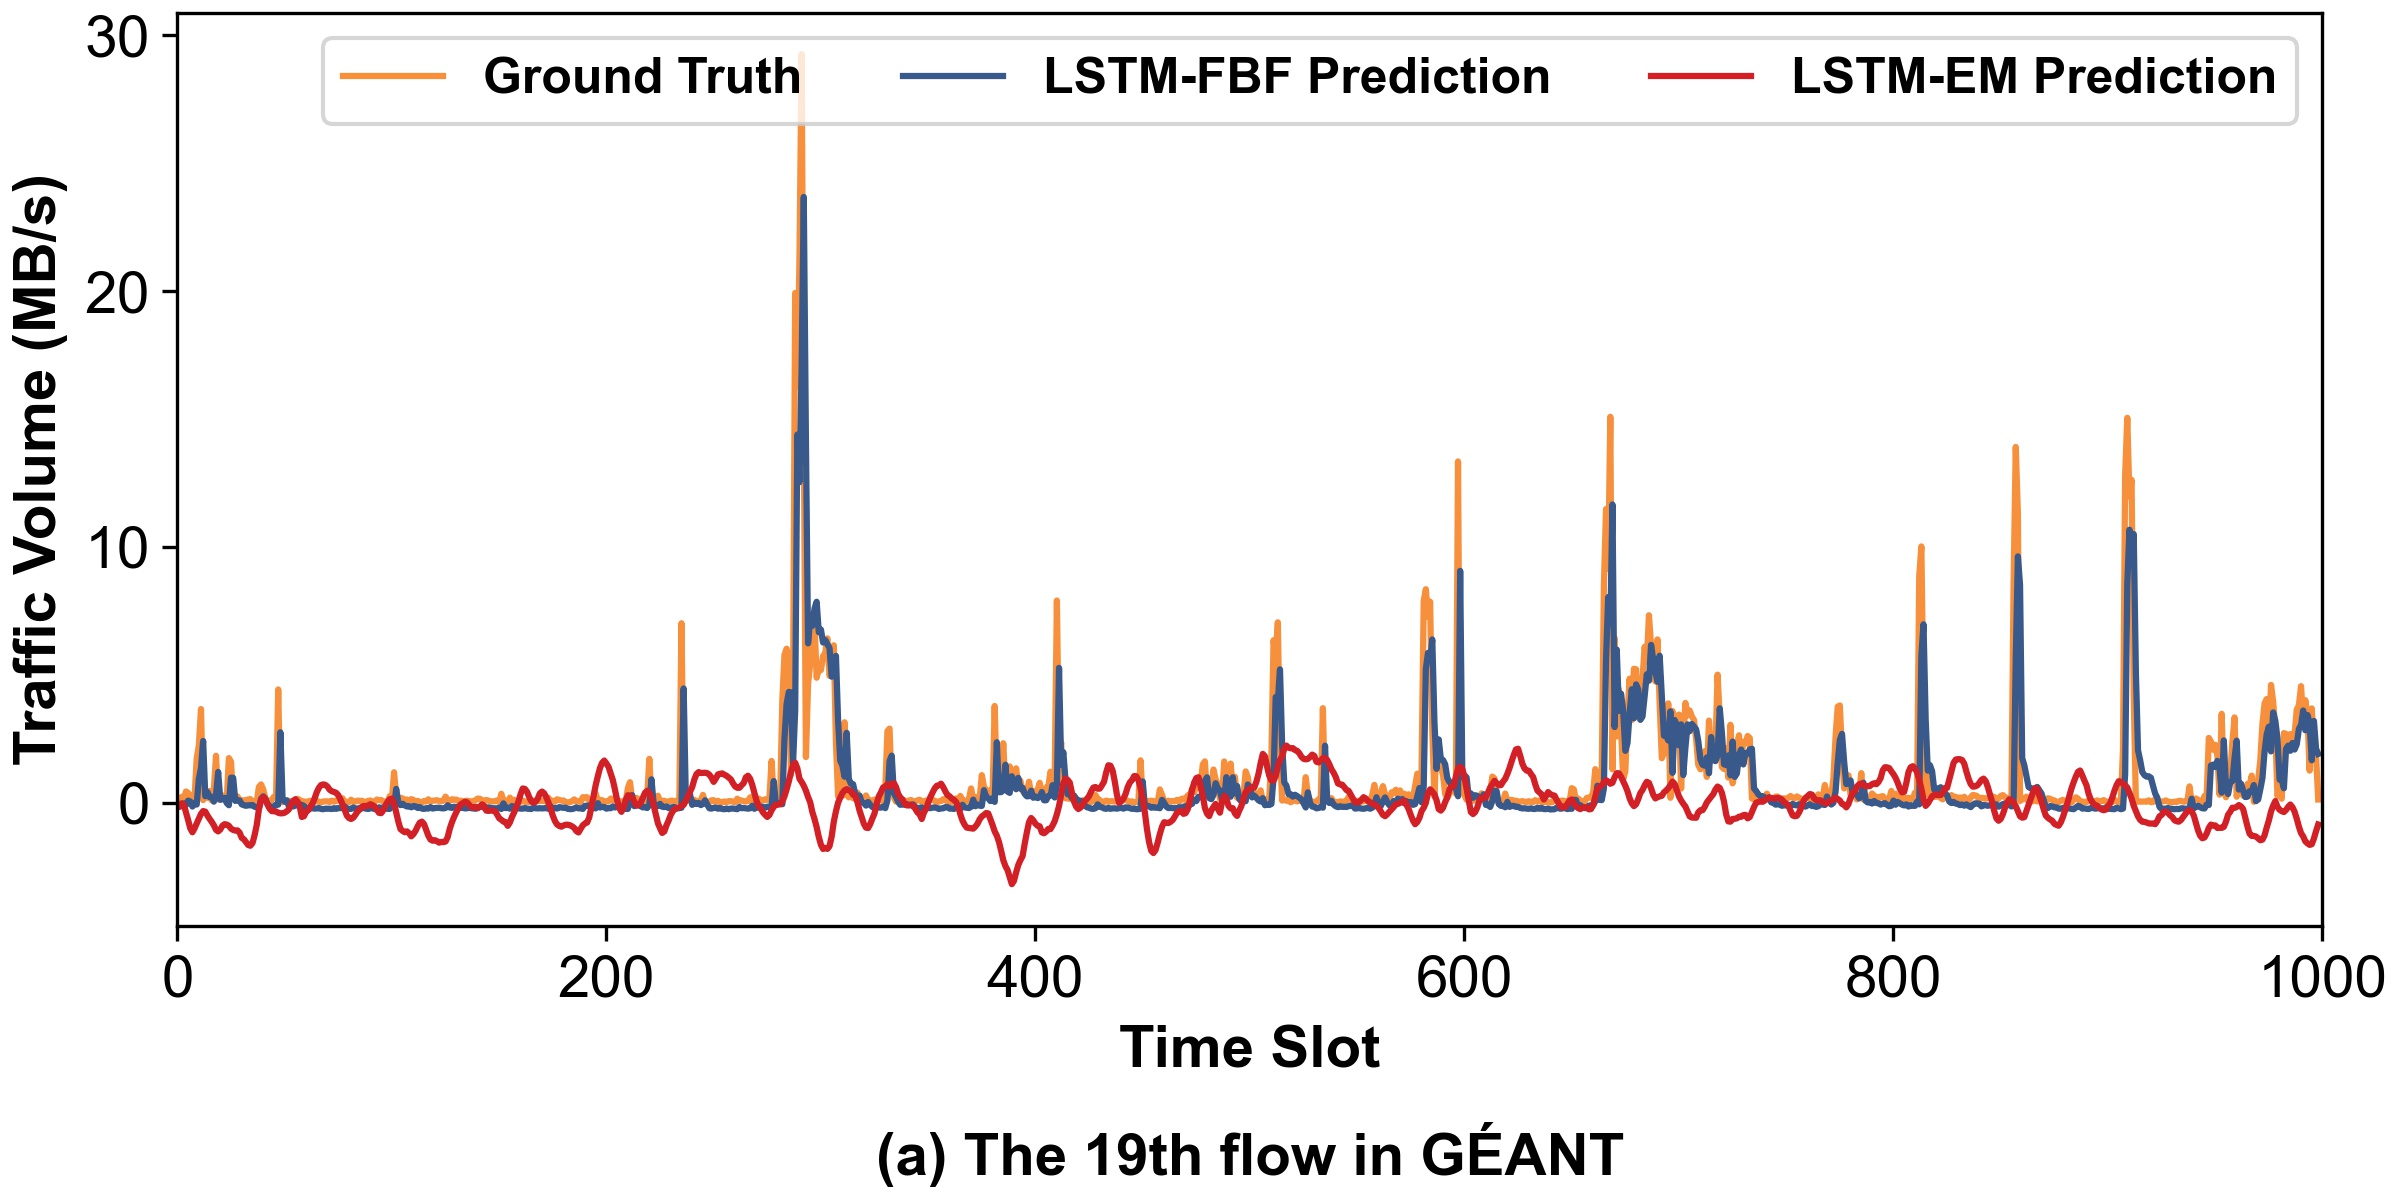 30
20
10
0
Traffic Volume (MB/s)
Ground Truth LSTM-FBF Prediction LSTM-EM Prediction
0 200 400 600 800 1000
Time Slot
(a) The 19th flow in GÉANT